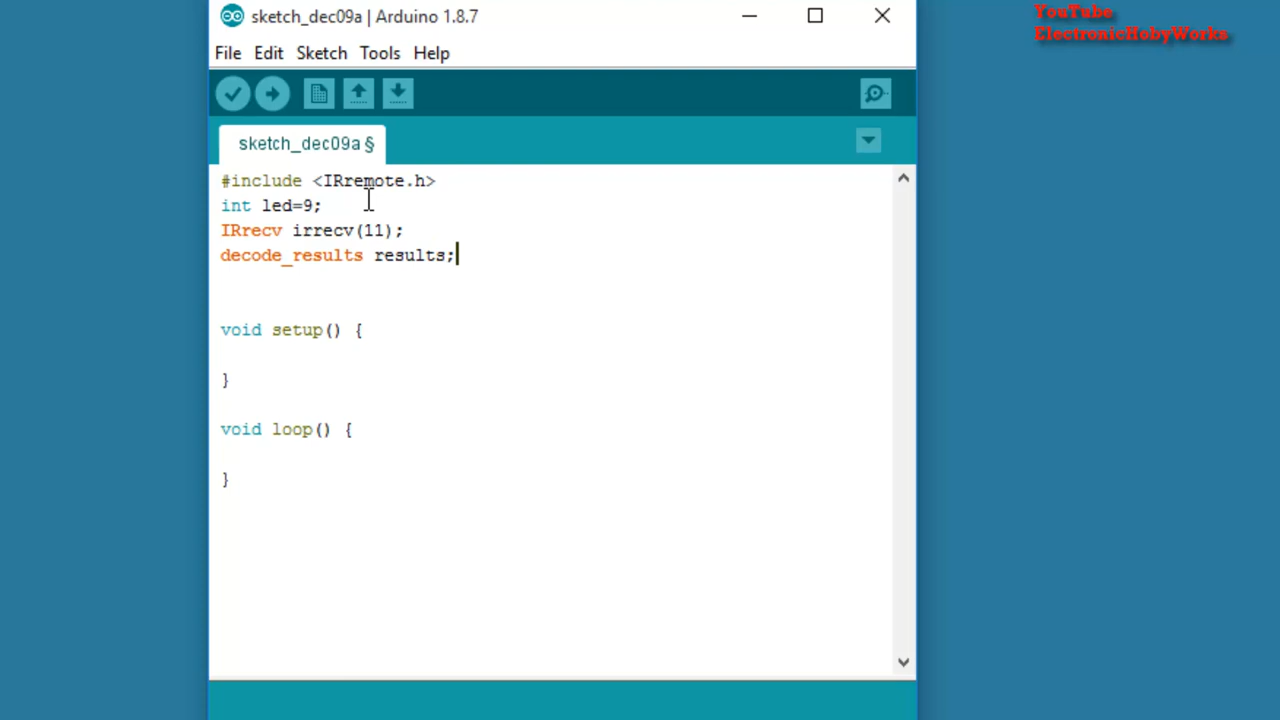 sketch_dec09a | Arduino 1.8.7
YouTube
ElectronicHobyWorks
File Edit Sketch Tools Help
sketch_dec09a §
#include <IRremote.h>
int led=9;
IRrecv irrecv(11);
decode_results results;
void setup() {
}
void loop() {
}